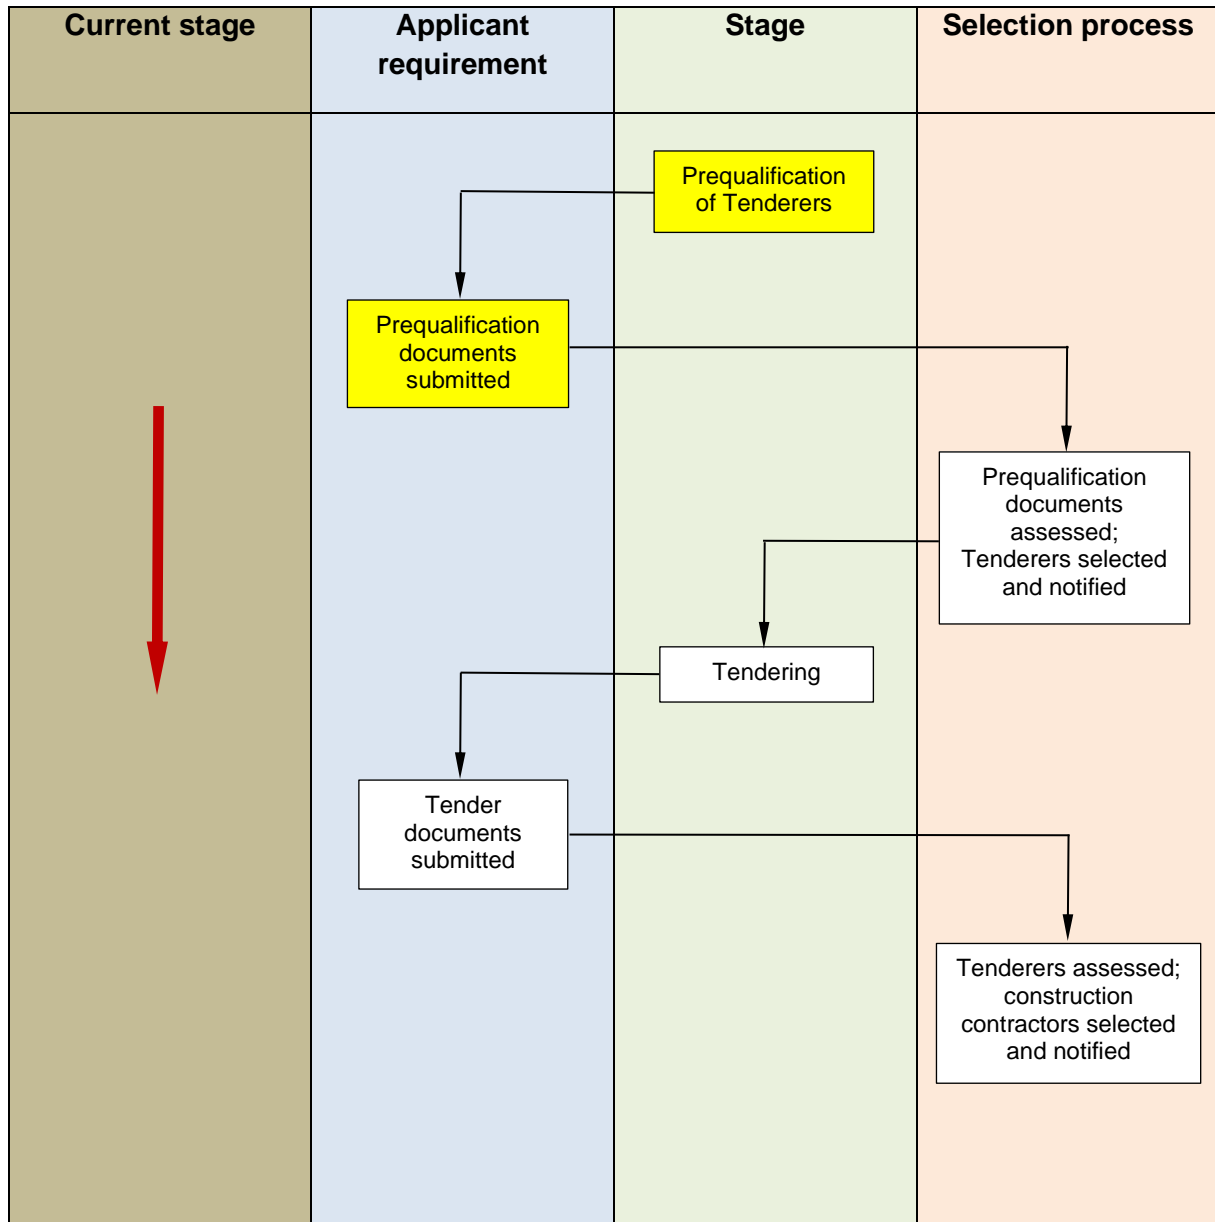 Current stage
Applicant
requirement
Stage
Selection process
Prequalification
of Tenderers
Prequalification
documents
submitted
Prequalification
documents
assessed;
Tenderers selected
and notified
Tendering
Tender
documents
submitted
Tenderers assessed;
construction
contractors selected
and notified